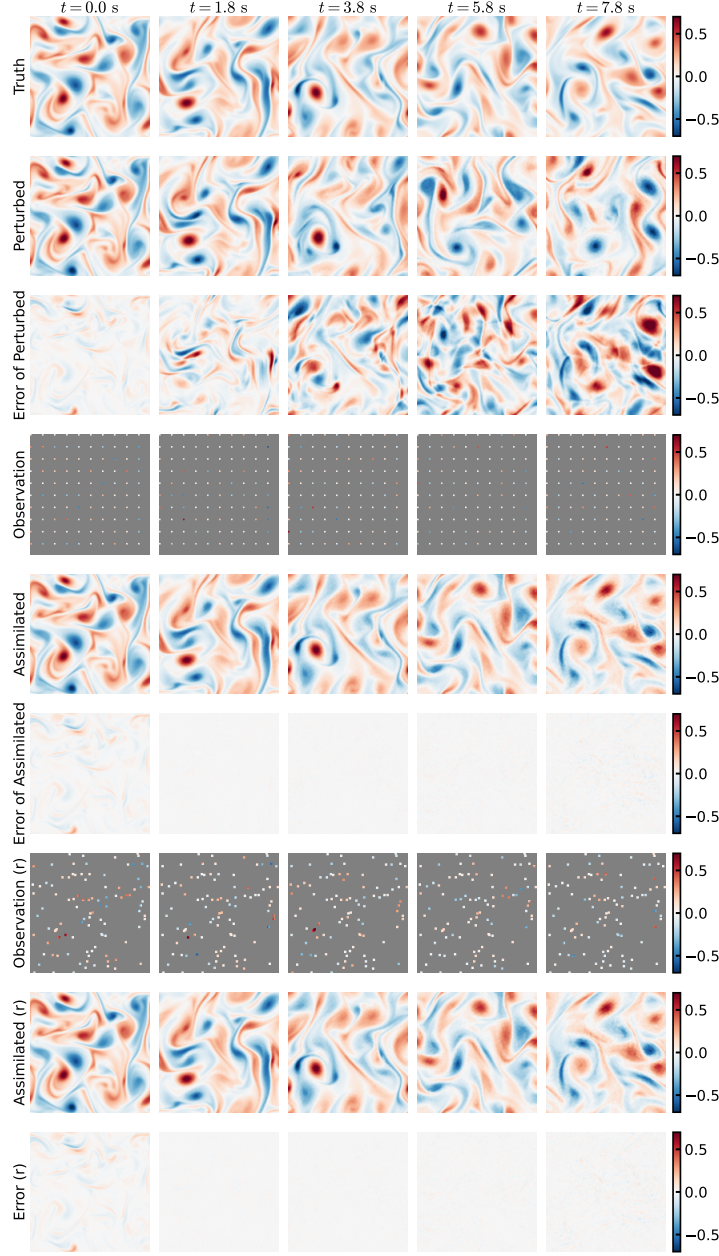 t = 0.0 s
t = 1.8 s
t = 3.8 s
t = 5.8 s
t = 7.8 s
Truth
0.5
0.0
−0.5
Perturbed
0.5
0.0
−0.5
Error of Perturbed
0.5
0.0
−0.5
Observation
0.5
0.0
−0.5
Assimilated
0.5
0.0
−0.5
Error of Assimilated
0.5
0.0
−0.5
Observation (r)
0.5
0.0
−0.5
Assimilated (r)
0.5
0.0
−0.5
Error (r)
0.5
0.0
−0.5